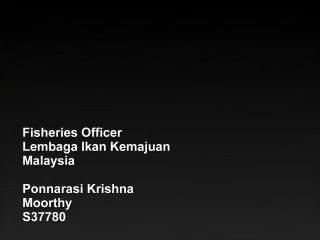 Fisheries Officer
Lembaga Ikan Kemajuan
Malaysia
Ponnarasi Krishna
Moorthy
S37780